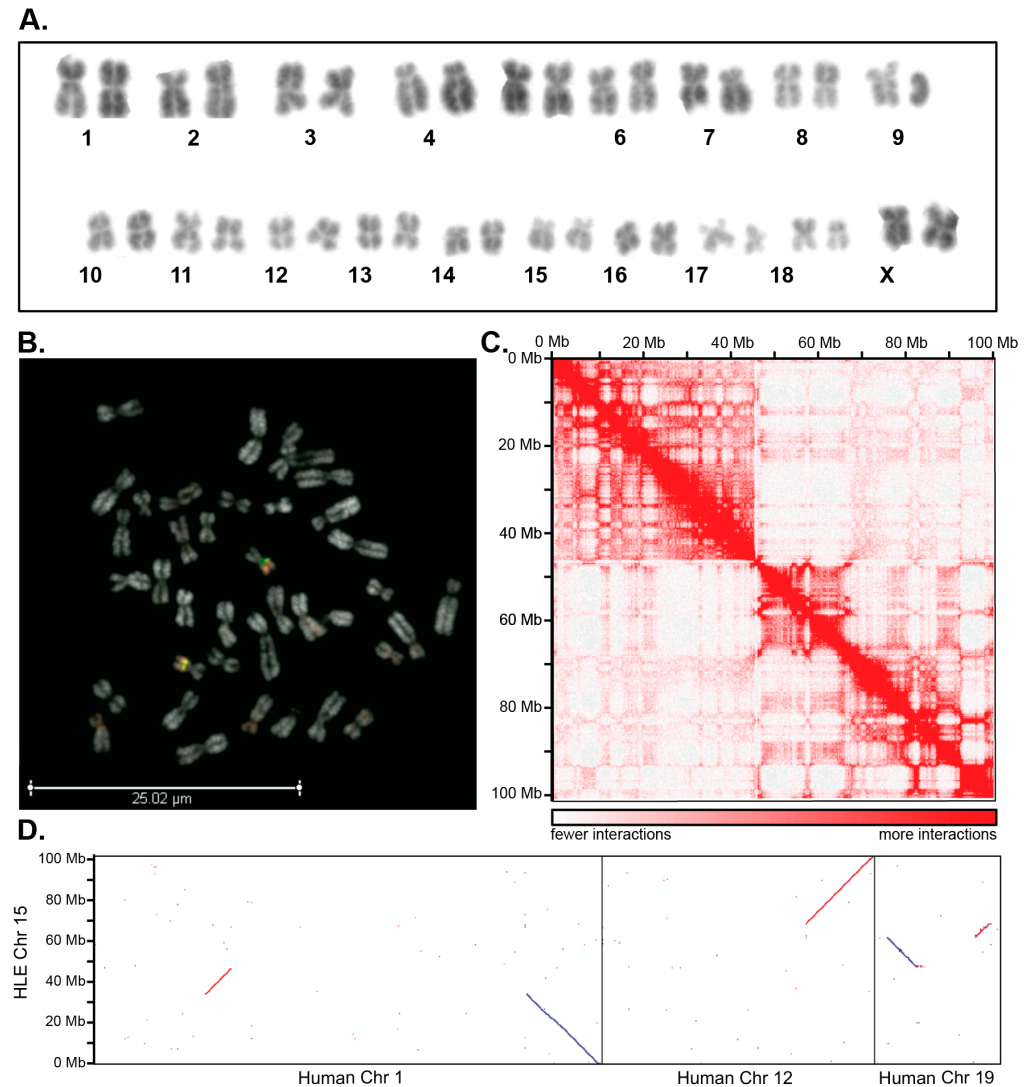 A.
1 2 3 4 6 7 8 9
10 11 12 13 14 15 16 17 18 X
B.
25.02 µm
C.
0 Mb 20 Mb 40 Mb 60 Mb 80 Mb 100 Mb
0 Mb
20 Mb
40 Mb
60 Mb
80 Mb
100 Mb
fewer interactions more interactions
D.
100 Mb
80 Mb
60 Mb
40 Mb
20 Mb
0 Mb
HLE Chr 15
Human Chr 1 Human Chr 12 Human Chr 19